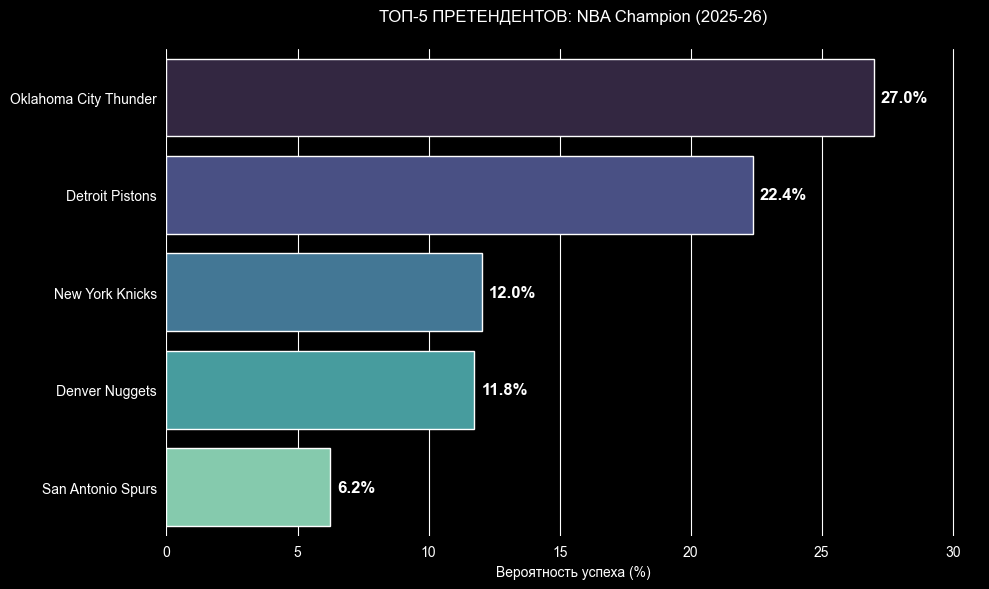 ТОП-5 ПРЕТЕНДЕНТОВ: NBA Champion (2025-26)
Oklahoma City Thunder 27.0%
Detroit Pistons 22.4%
New York Knicks 12.0%
Denver Nuggets 11.8%
San Antonio Spurs 6.2%
0 5 10 15 20 25 30
Вероятность успеха (%)